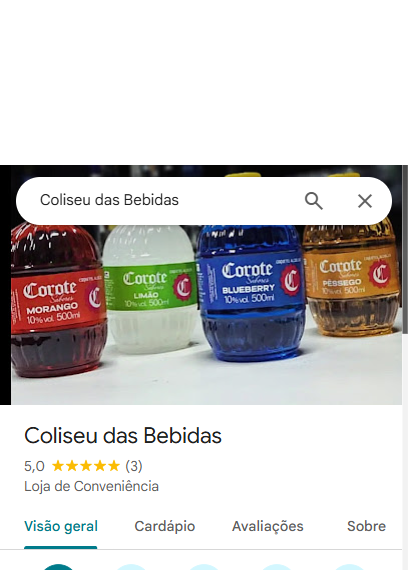 Coliseu das Bebidas
Corote
Sabores
MORANGO
10% vol. 500ml
C
Corote
Sabores
LIMÃO
10% vol. 500ml
C
Corote
Sabores
BLUEBERRY
10% vol. 500ml
C
Corote
Sabores
PÊSSEGO
10% vol. 500ml
C
Coliseu das Bebidas
5,0 ★★★★★ (3)
Loja de Conveniência
Visão geral Cardápio Avaliações Sobre